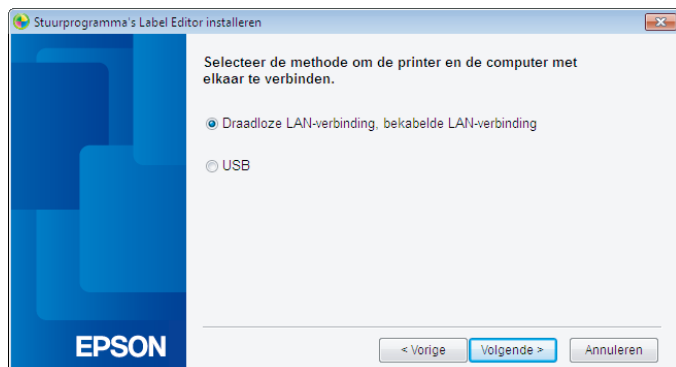 Stuurprogramma's Label Editor installeren
Selecteer de methode om de printer en de computer met
elkaar te verbinden.
Draadloze LAN-verbinding, bekabelde LAN-verbinding
USB
EPSON
< Vorige Volgende > Annuleren